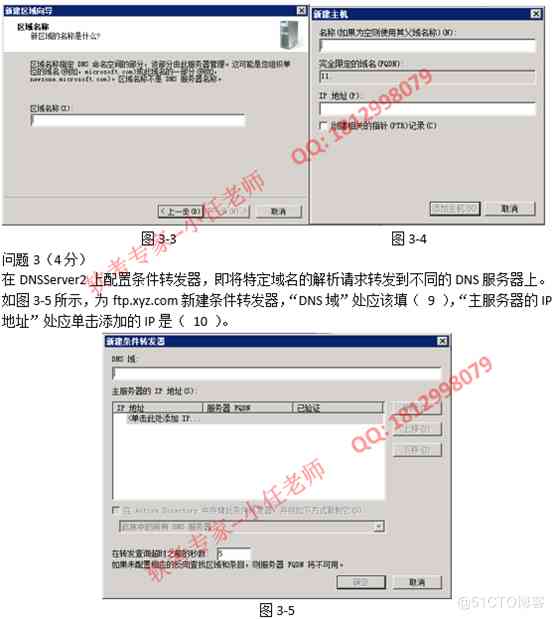 新建区域向导
区域名称
新区域的名称是什么?
区域名称指定 DNS 命名空间的部分，该部分由此服务器管理。这可能是您组织单
位的域名(例如，microsoft.com)或此域名的一部分(例如，
newzone.microsoft.com)。区域名称不是 DNS 服务器名称。
区域名称(Z):
< 上一步(B)
取消
图 3-3
新建主机
名称(如果为空则使用其父域名称)(N):
完全限定的域名(FQDN):
11.
IP 地址(P):
创建相关的指针(PTR)记录(C)
添加主机(H)
取消
图 3-4
问题 3（4 分）
在 DNSServer2 上配置条件转发器，即将特定域名的解析请求转发到不同的 DNS 服务器上。
如图 3-5 所示，为 ftp.xyz.com 新建条件转发器，“DNS 域”处应该填（ 9 ），“主服务器的 IP
地址”处应单击添加的 IP 是（ 10 ）。
新建条件转发器
DNS 域:
主服务器的 IP 地址(S):
IP 地址 服务器 FQDN 已验证
<单击此处添加 IP...
上移(U)
下移(D)
在 Active Directory 中存储此条件转发器，并按如下方式复制它(O):
此林中的所有 DNS 服务器
在转发查询超时之前的秒数 5
如果未配置相应的反向查找区域和条目，则服务器 FQDN 将不可用。
确定
取消
图 3-5
软考专家--小任老师
QQ: 1812998079
软考专家--小任老师
QQ: 1812998079
@51CTO博客